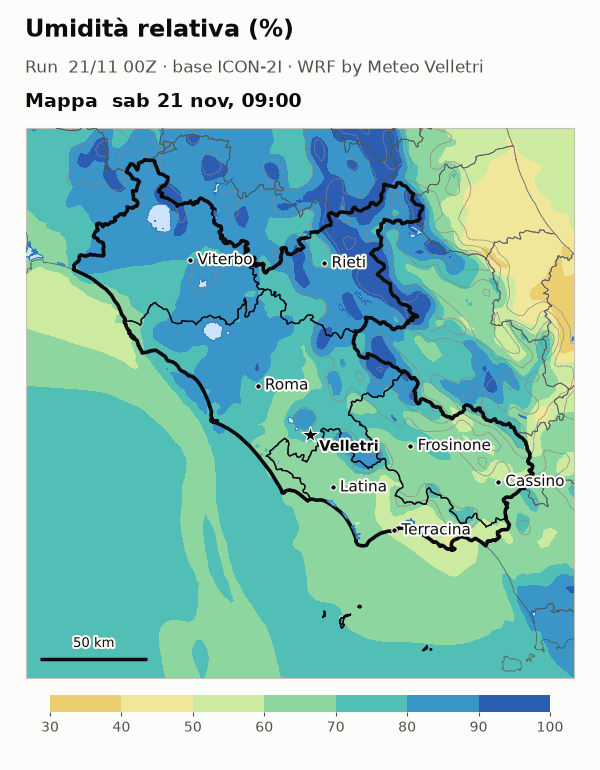 Umidità relativa (%)
Run  21/11 00Z · base ICON-2I · WRF by Meteo Velletri
Mappa  sab 21 nov, 09:00
Viterbo
Rieti
Roma
Velletri
Frosinone
Cassino
Latina
Terracina
50 km
30 40 50 60 70 80 90 100